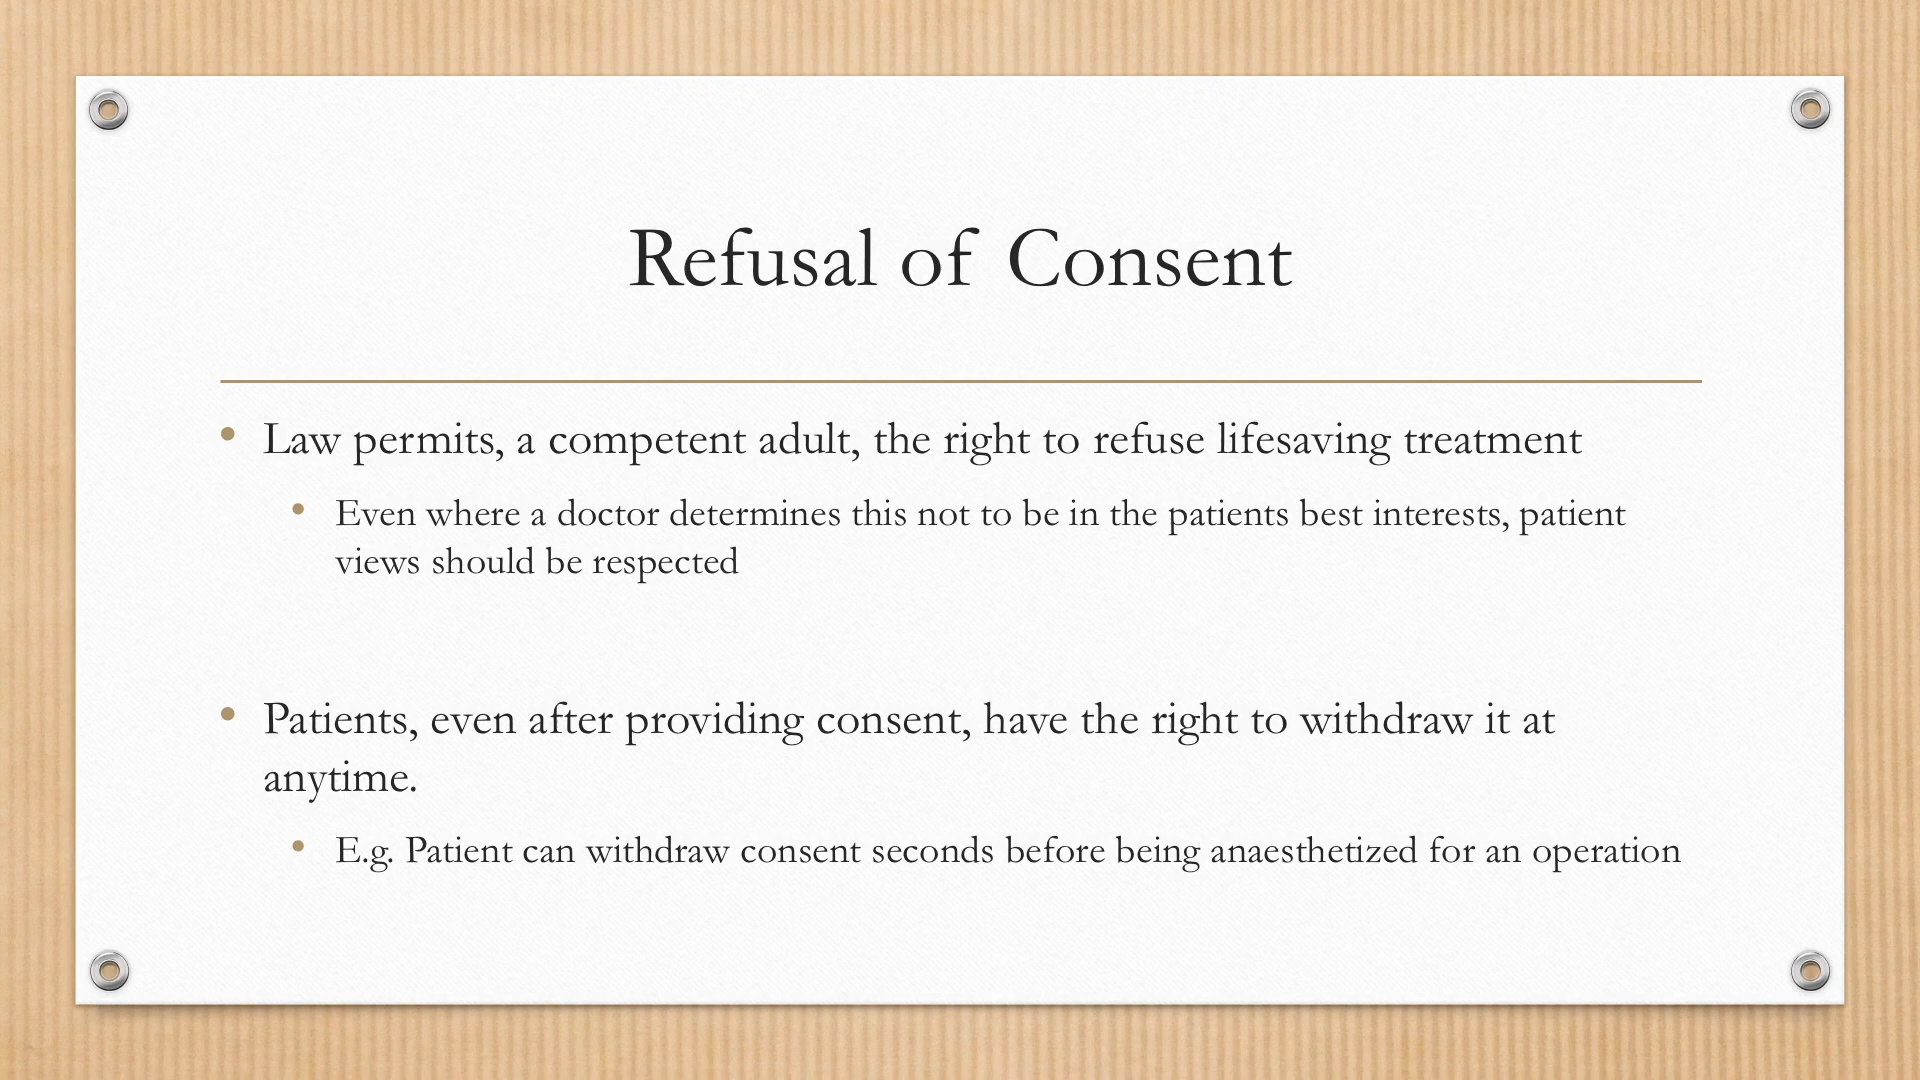 Refusal of Consent
• Law permits, a competent adult, the right to refuse lifesaving treatment
• Even where a doctor determines this not to be in the patients best interests, patient
views should be respected
• Patients, even after providing consent, have the right to withdraw it at
anytime.
• E.g. Patient can withdraw consent seconds before being anaesthetized for an operation